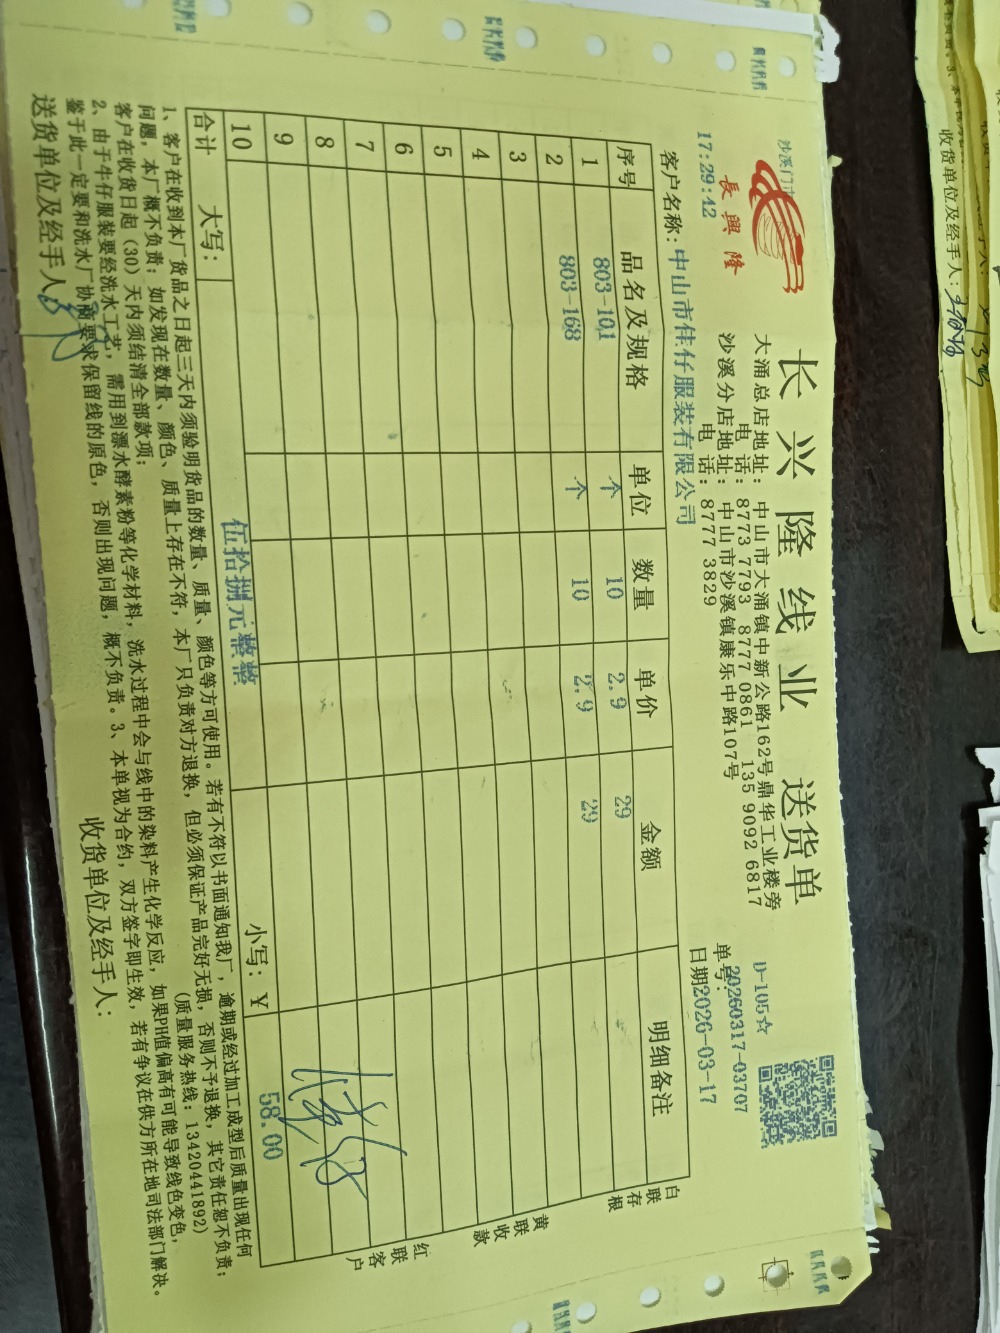 长兴隆线业 送货单
沙溪门市
長興隆
17:29:42
大涌总店地址: 中山市大涌镇中新公路162号鼎华工业楼旁
电 话: 8773 7793 8777 0861 135 9092 6817
沙溪分店地址: 中山市沙溪镇康乐中路107号
电 话: 8777 3829
D-105☆
单号: 20260317-03707
日期2026-03-17
客户名称: 中山市佳仔服装有限公司
序号 品名及规格 单位 数量 单价 金额 明细备注
1 803-101 个 10 2.9 29
2 803-168 个 10 2.9 29
3
4
5
6
7
8
9
10
合计 大写: 伍拾捌元整整 小写: ¥ 58.00
白联存根
黄联收款
红联客户
1、客户在收到本厂货品之日起三天内须验明货品的数量、质量、颜色等方可使用。若有不符以书面通知我厂,逾期或经过加工成型后质量出现任何
问题,本厂概不负责;如发现在数量、颜色、质量上存在不符,本厂只负责对方退换,但必须保证产品完好无损,否则不予退换,其它责任恕不负责;
客户在收货日起(30)天内须结清全部款项; (质量服务热线: 13420441892)
2、由于牛仔服装要经洗水工艺,需用到漂水酵素粉等化学材料,洗水过程中会与线中的染料产生化学反应,如果PH值偏高有可能导致线色变色,
鉴于此一定要和洗水厂协商要求保留线的原色,否则出现问题,概不负责。3、本单视为合约,双方签字即生效,若有争议在供方所在地司法部门解决。
送货单位及经手人: 收货单位及经手人:
收货单位及经手人: